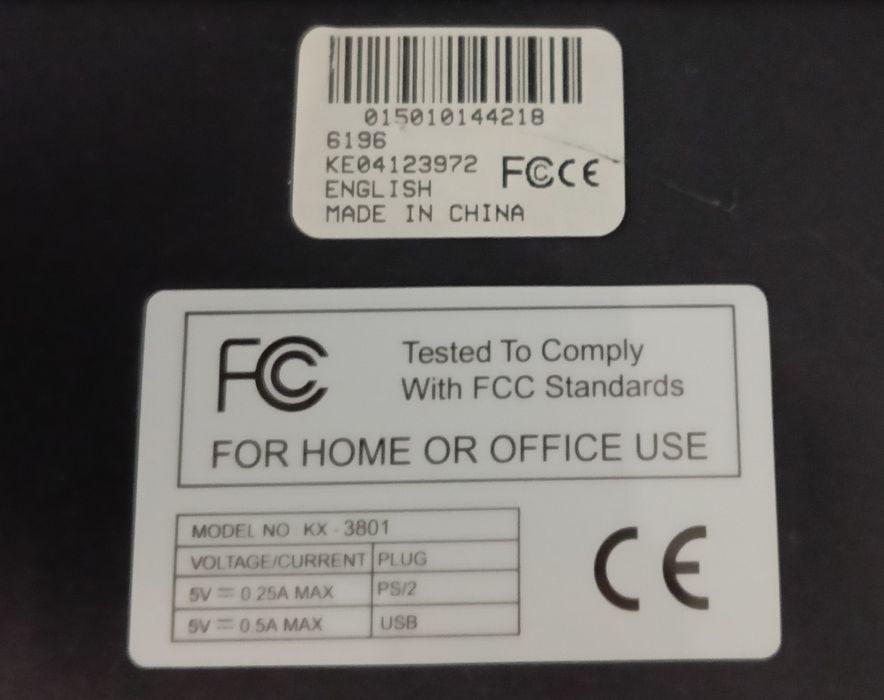 015010144218
6196
KE04123972
FC CE
ENGLISH
MADE IN CHINA
FC
Tested To Comply
With FCC Standards
FOR HOME OR OFFICE USE
MODEL NO KX - 3801
VOLTAGE/CURRENT PLUG
5V ⎓ 0.25A MAX PS/2
5V ⎓ 0.5A MAX USB
CE